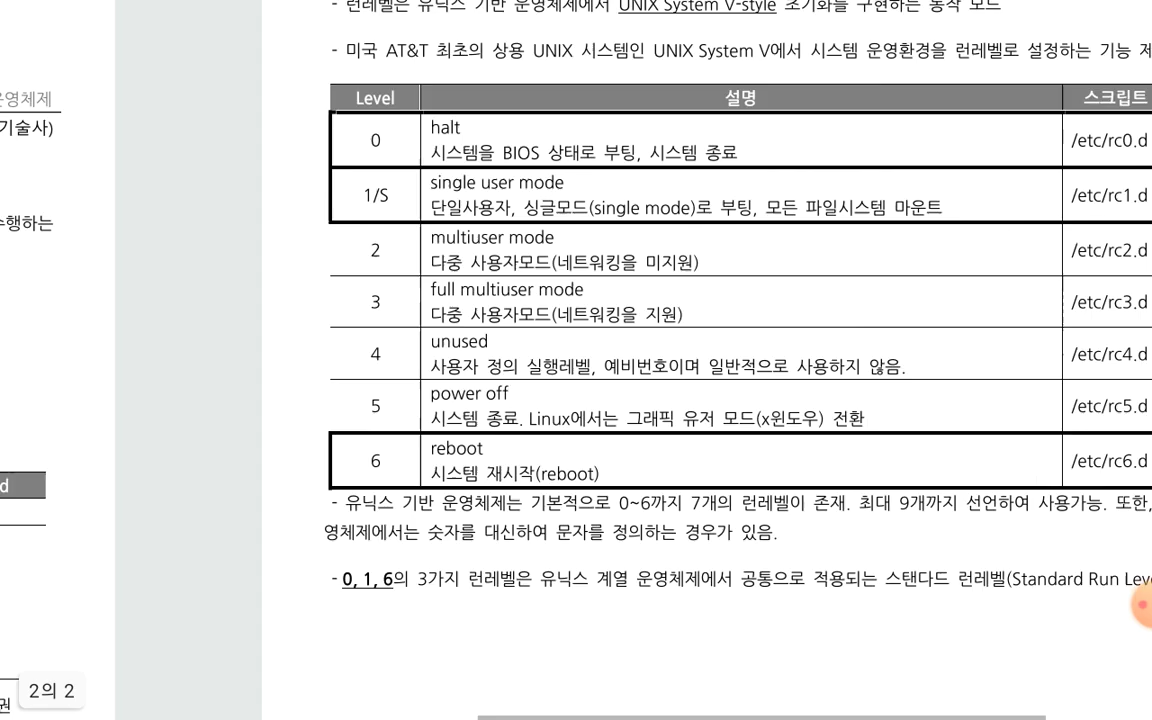 - 런레벨은 유닉스 기반 운영체제에서 UNIX System V-style 초기화를 구현하는 동작 모드
- 미국 AT&T 최초의 상용 UNIX 시스템인 UNIX System V에서 시스템 운영환경을 런레벨로 설정하는 기능
영체제
기술사)
행하는
d
Level 설명 스크립트
0 halt
시스템을 BIOS 상태로 부팅, 시스템 종료 /etc/rc0.d
1/S single user mode
단일사용자, 싱글모드(single mode)로 부팅, 모든 파일시스템 마운트 /etc/rc1.d
2 multiuser mode
다중 사용자모드(네트워킹을 미지원) /etc/rc2.d
3 full multiuser mode
다중 사용자모드(네트워킹을 지원) /etc/rc3.d
4 unused
사용자 정의 실행레벨, 예비번호이며 일반적으로 사용하지 않음. /etc/rc4.d
5 power off
시스템 종료. Linux에서는 그래픽 유저 모드(x윈도우) 전환 /etc/rc5.d
6 reboot
시스템 재시작(reboot) /etc/rc6.d
- 유닉스 기반 운영체제는 기본적으로 0~6까지 7개의 런레벨이 존재. 최대 9개까지 선언하여 사용가능. 또한,
영체제에서는 숫자를 대신하여 문자를 정의하는 경우가 있음.
- 0, 1, 6의 3가지 런레벨은 유닉스 계열 운영체제에서 공통으로 적용되는 스탠다드 런레벨(Standard Run
2의 2